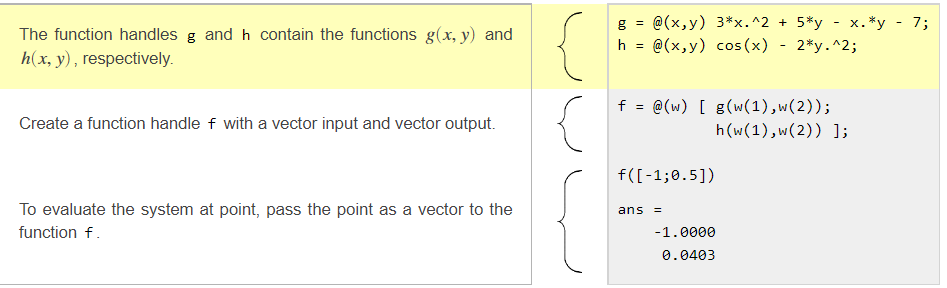 The function handles g and h contain the functions g(x, y) and
h(x, y), respectively.
g = @(x,y) 3*x.^2 + 5*y - x.*y - 7;
h = @(x,y) cos(x) - 2*y.^2;
Create a function handle f with a vector input and vector output.
f = @(w) [ g(w(1),w(2));
h(w(1),w(2)) ];
To evaluate the system at point, pass the point as a vector to the
function f.
f([-1;0.5])
ans =
-1.0000
0.0403